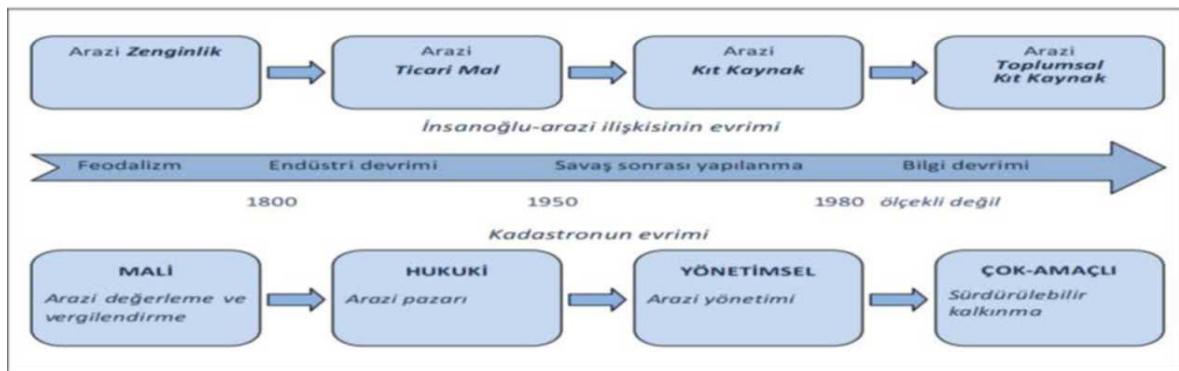 Arazi Zenginlik
Arazi
Ticari Mal
Arazi
Kıt Kaynak
Arazi
Toplumsal
Kıt Kaynak
İnsanoğlu-arazi ilişkisinin evrimi
Feodalizm Endüstri devrimi Savaş sonrası yapılanma Bilgi devrimi
1800 1950 1980 ölçekli değil
Kadastronun evrimi
MALİ
Arazi değerleme ve
vergilendirme
HUKUKİ
Arazi pazarı
YÖNETİMSEL
Arazi yönetimi
ÇOK-AMAÇLI
Sürdürülebilir
kalkınma